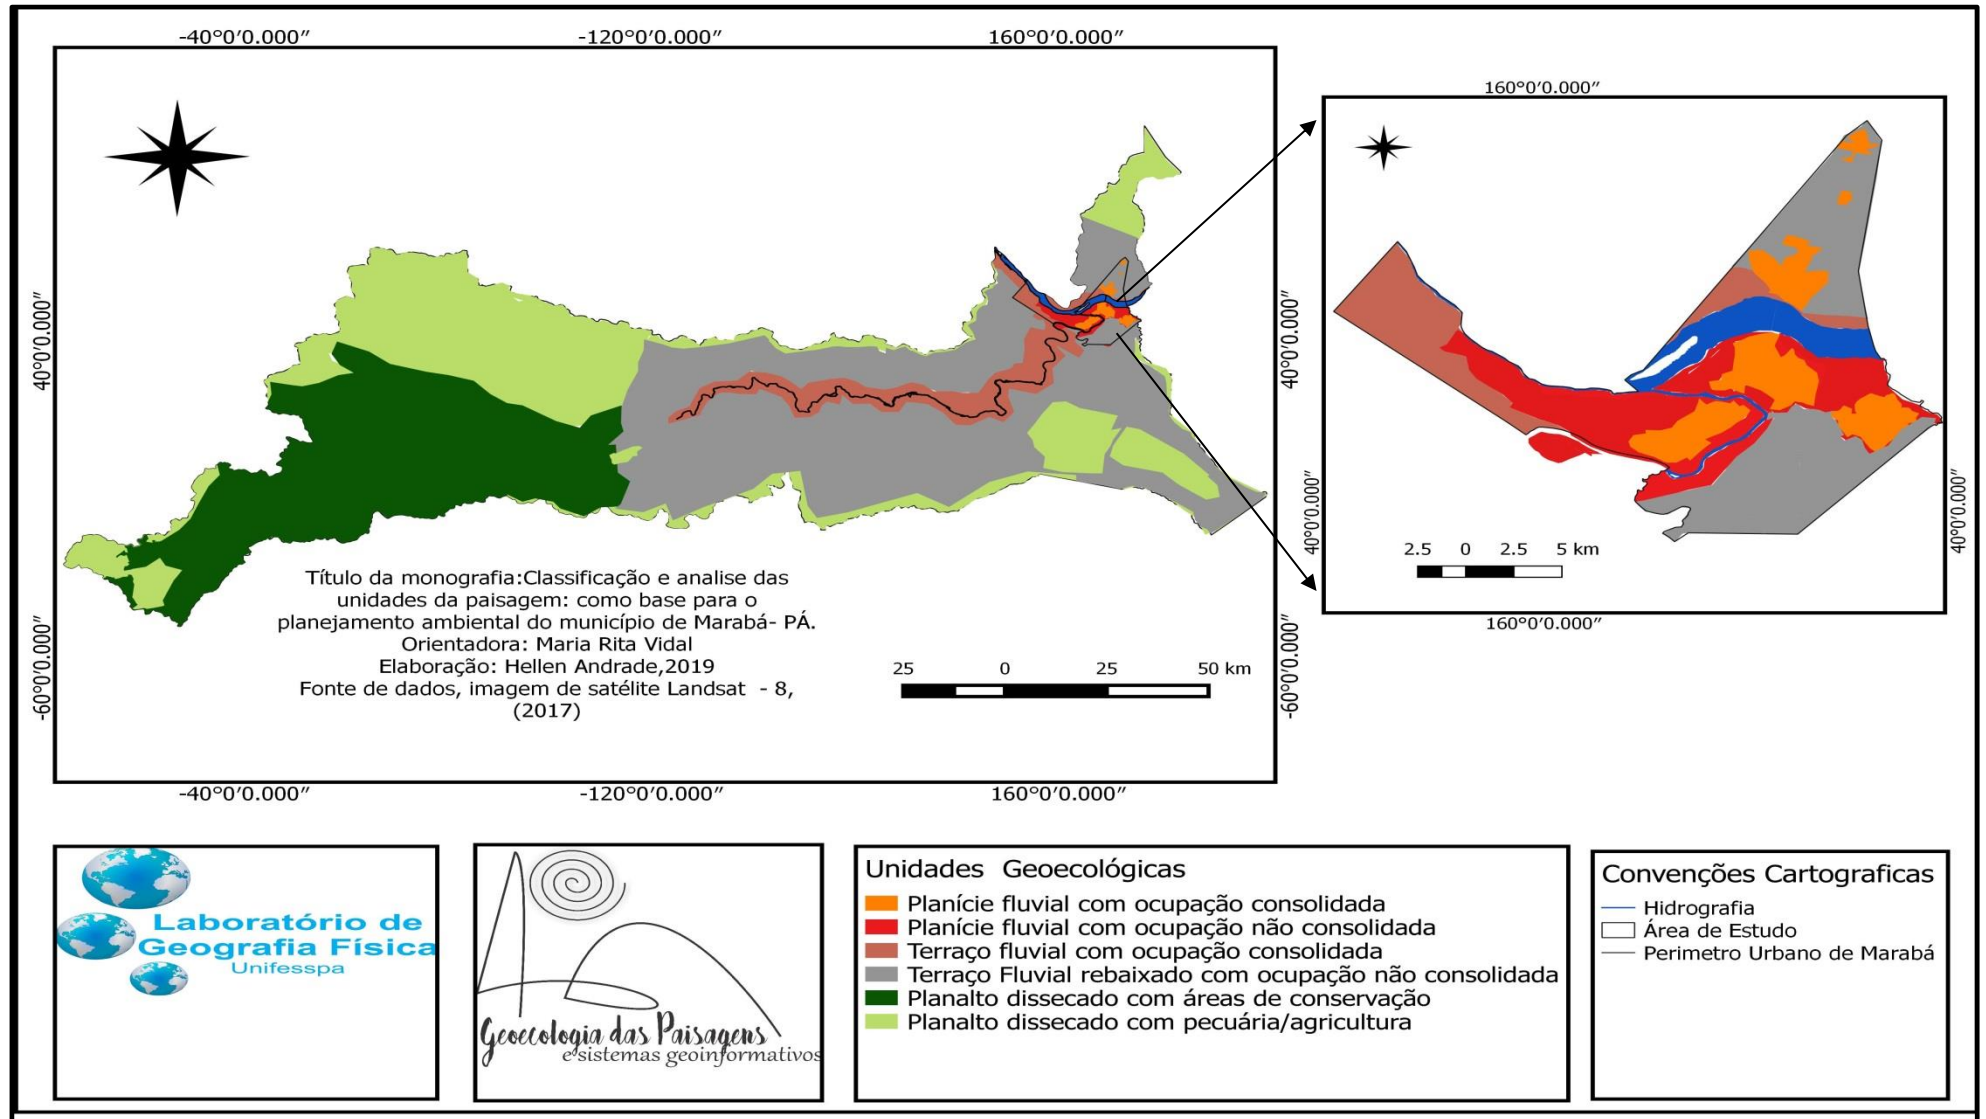 -40°0′0.000″
-120°0′0.000″
160°0′0.000″
40°0′0.000″
-60°0′0.000″
40°0′0.000″
-60°0′0.000″
Título da monografia:Classificação e analise das
unidades da paisagem: como base para o
planejamento ambiental do município de Marabá- PÁ.
Orientadora: Maria Rita Vidal
Elaboração: Hellen Andrade,2019
Fonte de dados, imagem de satélite Landsat - 8,
(2017)
25 0 25 50 km
-40°0′0.000″
-120°0′0.000″
160°0′0.000″
160°0′0.000″
40°0′0.000″
40°0′0.000″
2.5 0 2.5 5 km
160°0′0.000″
Laboratório de
Geografia Física
Unifesspa
Geoecologia das Paisagens
e sistemas geoinformativos
Unidades Geoecológicas
Planície fluvial com ocupação consolidada
Planície fluvial com ocupação não consolidada
Terraço fluvial com ocupação consolidada
Terraço Fluvial rebaixado com ocupação não consolidada
Planalto dissecado com áreas de conservação
Planalto dissecado com pecuária/agricultura
Convenções Cartograficas
Hidrografia
Área de Estudo
Perimetro Urbano de Marabá